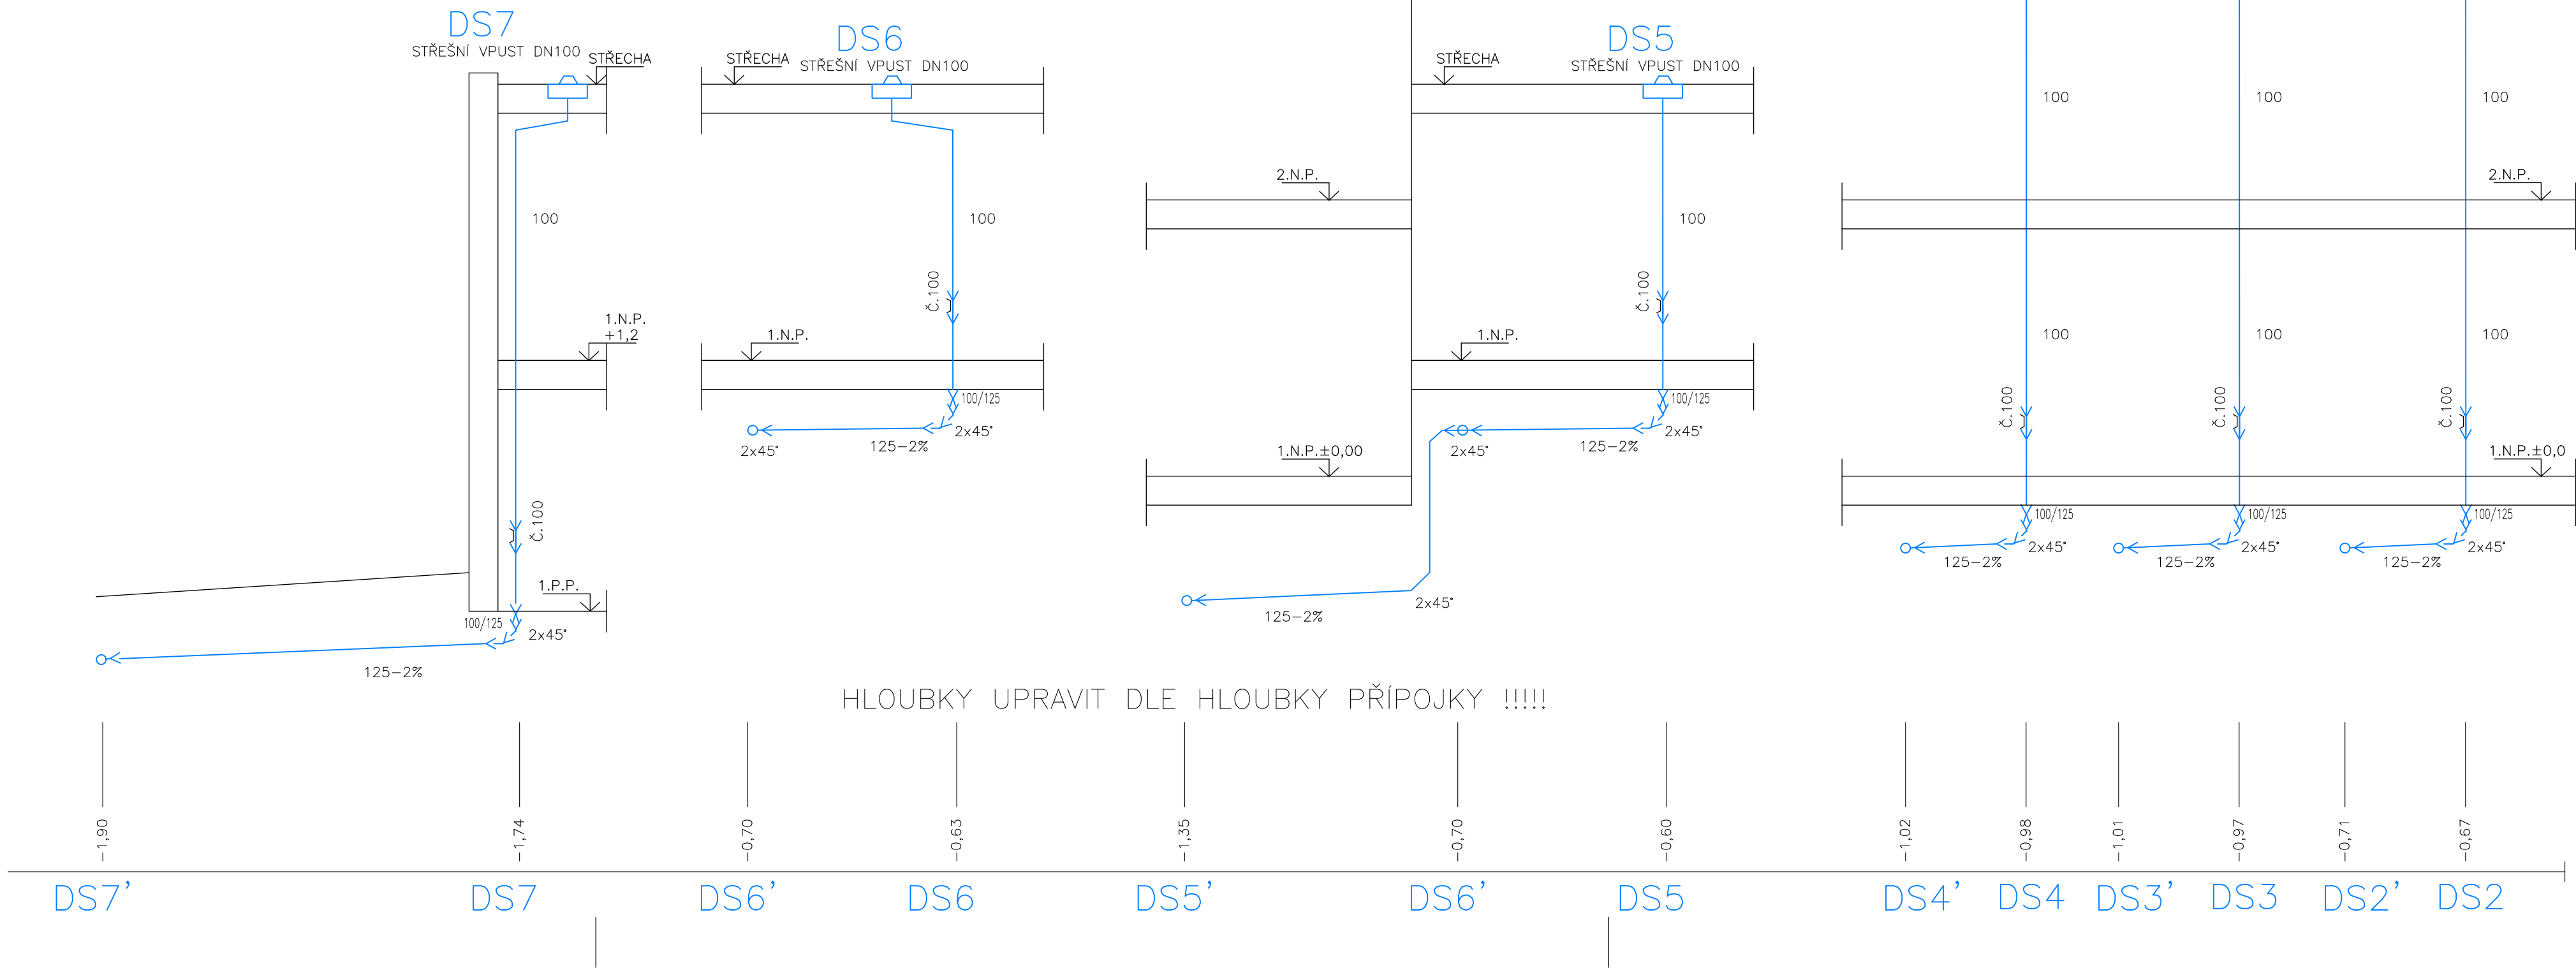 DS7
STŘEŠNÍ VPUST DN100
STŘECHA
100
1.N.P.
+1,2
Č.100
1.P.P.
100/125
2x45°
125-2%
STŘECHA
DS6
STŘEŠNÍ VPUST DN100
100
Č.100
1.N.P.
100/125
2x45°
125-2%
2x45°
STŘECHA
DS5
STŘEŠNÍ VPUST DN100
2.N.P.
100
Č.100
1.N.P.
100/125
2x45°
125-2%
2x45°
1.N.P.±0,00
2x45°
125-2%
100
100
100
2.N.P.
100
100
100
Č.100
Č.100
Č.100
1.N.P.±0,0
100/125
100/125
100/125
2x45°
2x45°
2x45°
125-2%
125-2%
125-2%
HLOUBKY UPRAVIT DLE HLOUBKY PŘÍPOJKY !!!!!
-1,90
-1,74
-0,70
-0,63
-1,35
-0,70
-0,60
-1,02
-0,98
-1,01
-0,97
-0,71
-0,67
DS7'
DS7
DS6'
DS6
DS5'
DS6'
DS5
DS4'
DS4
DS3'
DS3
DS2'
DS2